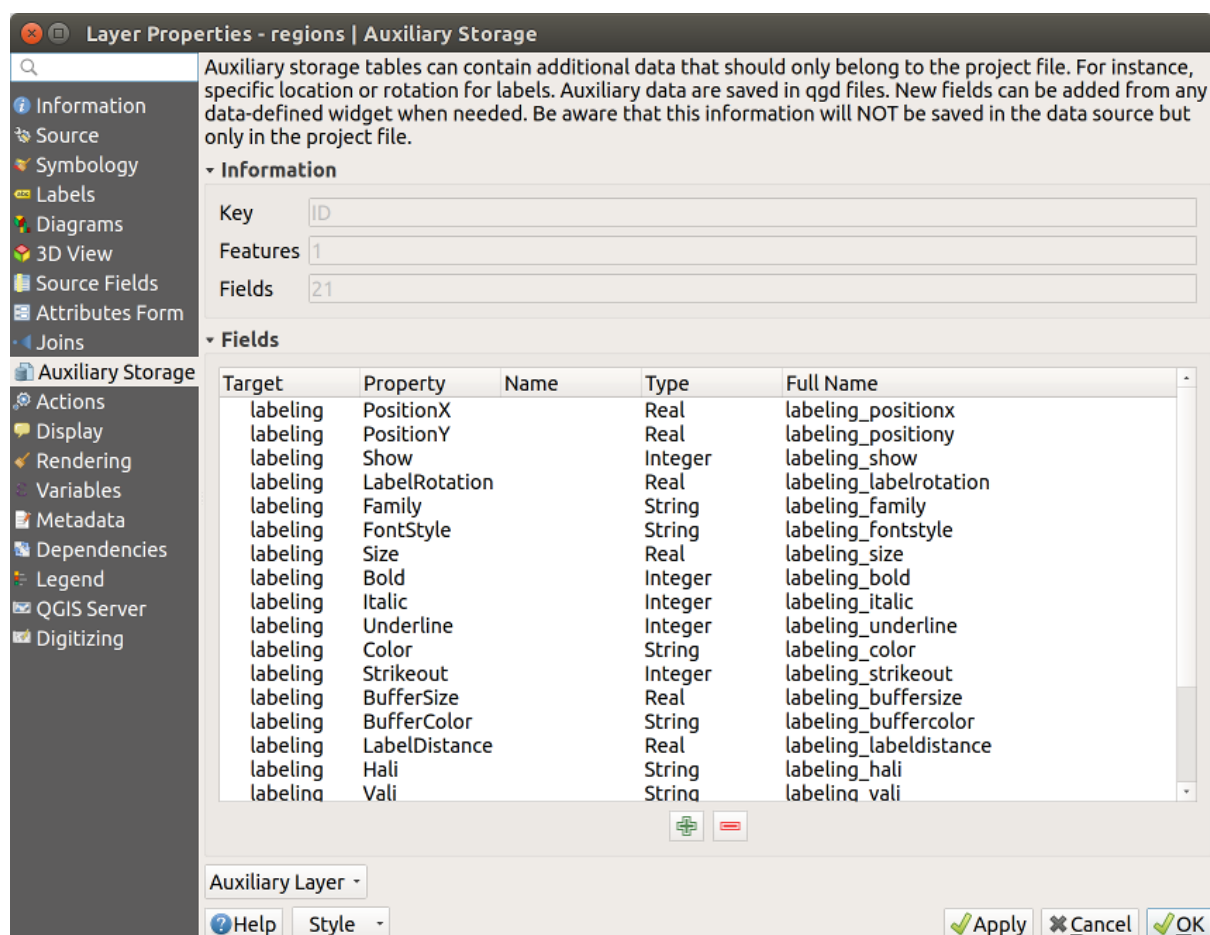 Layer Properties - regions | Auxiliary Storage
Auxiliary storage tables can contain additional data that should only belong to the project file. For instance,
specific location or rotation for labels. Auxiliary data are saved in qgd files. New fields can be added from any
data-defined widget when needed. Be aware that this information will NOT be saved in the data source but
only in the project file.
Information
Source
Symbology
Labels
Diagrams
3D View
Source Fields
Attributes Form
Joins
Auxiliary Storage
Actions
Display
Rendering
Variables
Metadata
Dependencies
Legend
QGIS Server
Digitizing
Information
Key ID
Features 1
Fields 21
Fields
Target Property Name Type Full Name
labeling PositionX Real labeling_positionx
labeling PositionY Real labeling_positiony
labeling Show Integer labeling_show
labeling LabelRotation Real labeling_labelrotation
labeling Family String labeling_family
labeling FontStyle String labeling_fontstyle
labeling Size Real labeling_size
labeling Bold Integer labeling_bold
labeling Italic Integer labeling_italic
labeling Underline Integer labeling_underline
labeling Color String labeling_color
labeling Strikeout Integer labeling_strikeout
labeling BufferSize Real labeling_buffersize
labeling BufferColor String labeling_buffercolor
labeling LabelDistance Real labeling_labeldistance
labeling Hali String labeling_hali
labeling Vali String labeling_vali
Auxiliary Layer
Help Style Apply Cancel OK